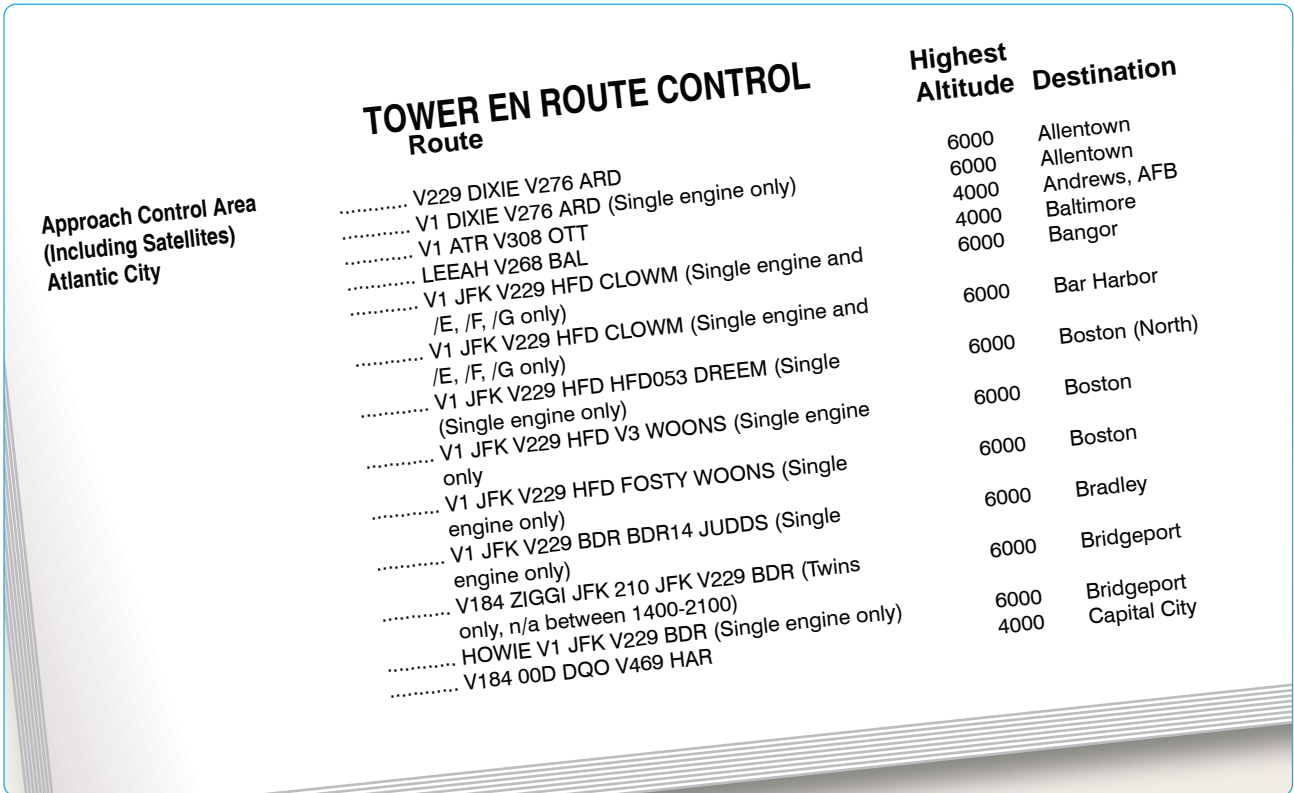 TOWER EN ROUTE CONTROL
Route
Highest
Altitude Destination
Approach Control Area
(Including Satellites)
Atlantic City
............ V229 DIXIE V276 ARD 6000 Allentown
............ V1 DIXIE V276 ARD (Single engine only) 6000 Allentown
............ V1 ATR V308 OTT 4000 Andrews, AFB
............ LEEAH V268 BAL 4000 Baltimore
............ V1 JFK V229 HFD CLOWM (Single engine and 6000 Bangor
/E, /F, /G only)
............ V1 JFK V229 HFD CLOWM (Single engine and 6000 Bar Harbor
/E, /F, /G only)
............ V1 JFK V229 HFD HFD053 DREEM (Single 6000 Boston (North)
(Single engine only)
............ V1 JFK V229 HFD V3 WOONS (Single engine 6000 Boston
only
............ V1 JFK V229 HFD FOSTY WOONS (Single 6000 Boston
engine only)
............ V1 JFK V229 BDR BDR14 JUDDS (Single 6000 Bradley
engine only)
............ V184 ZIGGI JFK 210 JFK V229 BDR (Twins 6000 Bridgeport
only, n/a between 1400-2100)
............ HOWIE V1 JFK V229 BDR (Single engine only) 6000 Bridgeport
............ V184 00D DQO V469 HAR 4000 Capital City